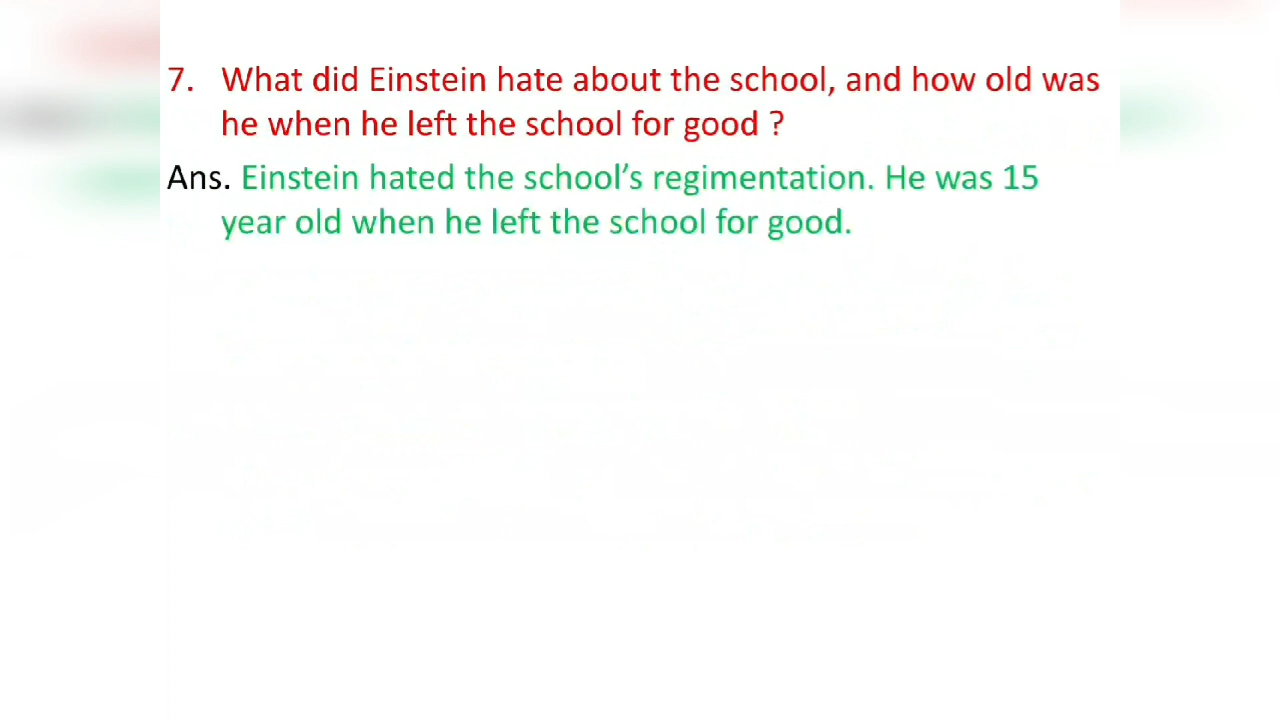 7. What did Einstein hate about the school, and how old was
he when he left the school for good ?
Ans. Einstein hated the school’s regimentation. He was 15
year old when he left the school for good.